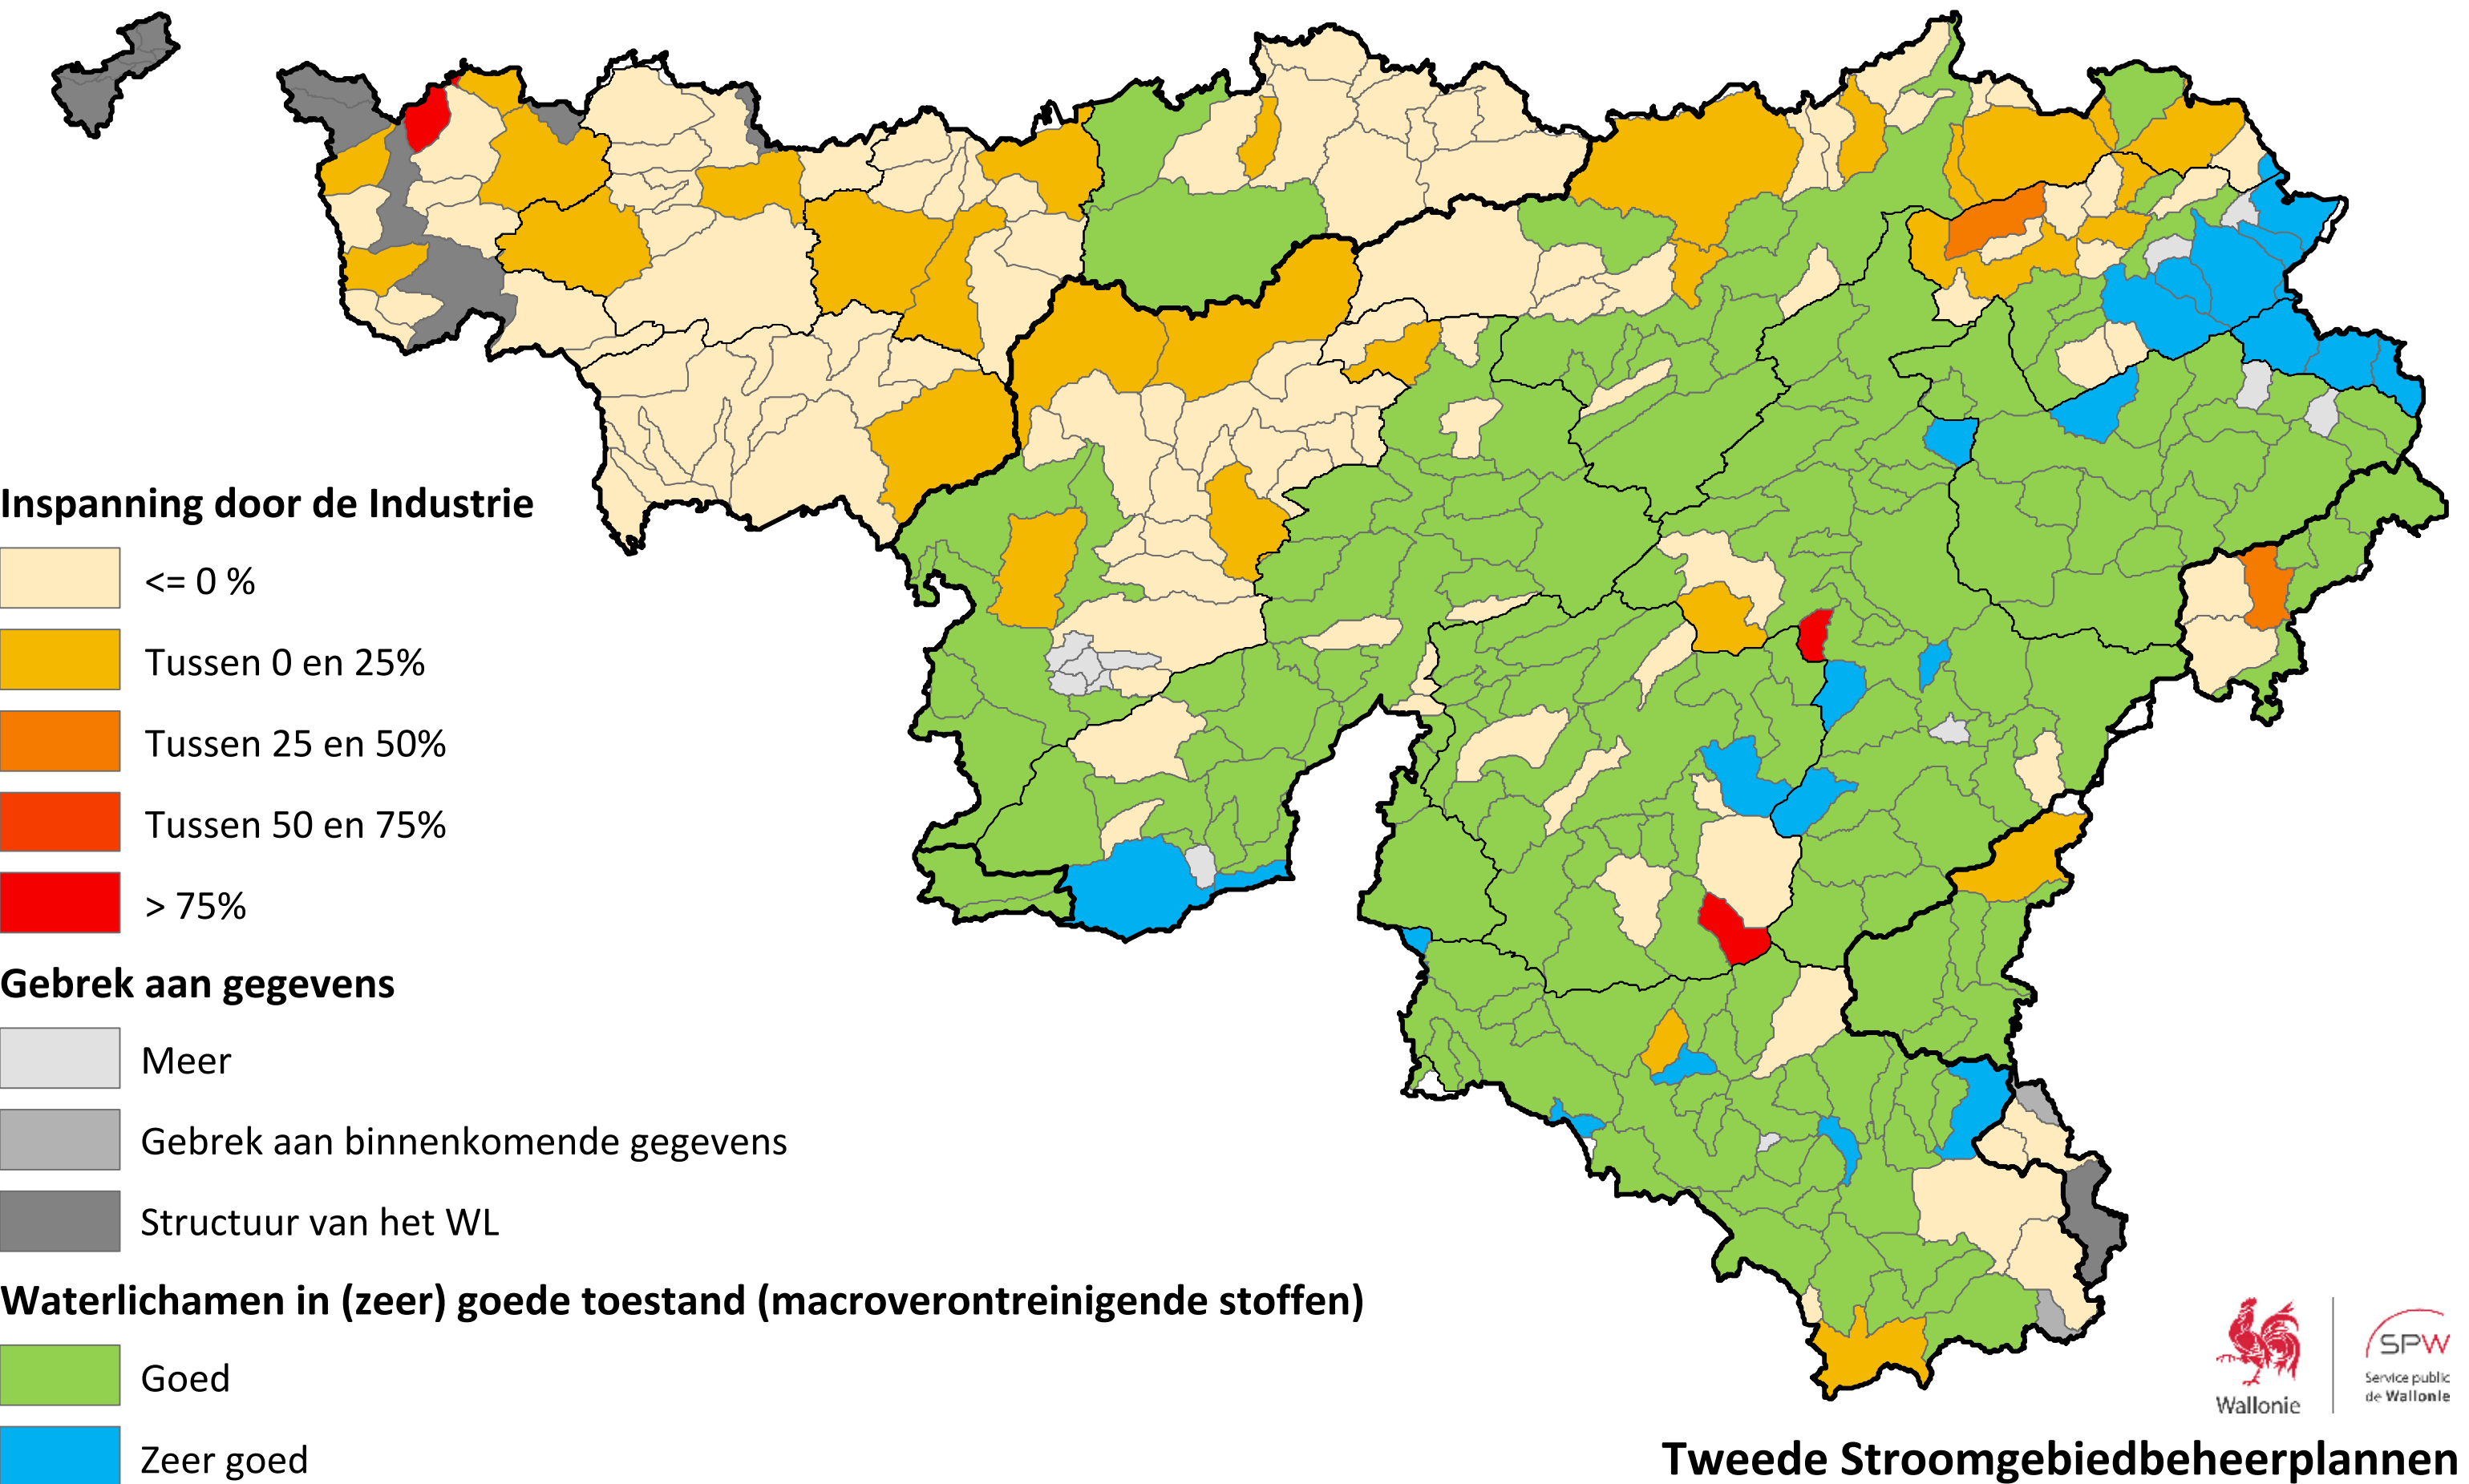 Inspanning door de Industrie
<= 0 %
Tussen 0 en 25%
Tussen 25 en 50%
Tussen 50 en 75%
> 75%
Gebrek aan gegevens
Meer
Gebrek aan binnenkomende gegevens
Structuur van het WL
Waterlichamen in (zeer) goede toestand (macroverontreinigende stoffen)
Goed
Zeer goed
Wallonie
SPW
Service public
de Wallonie
Tweede Stroomgebiedbeheerplannen